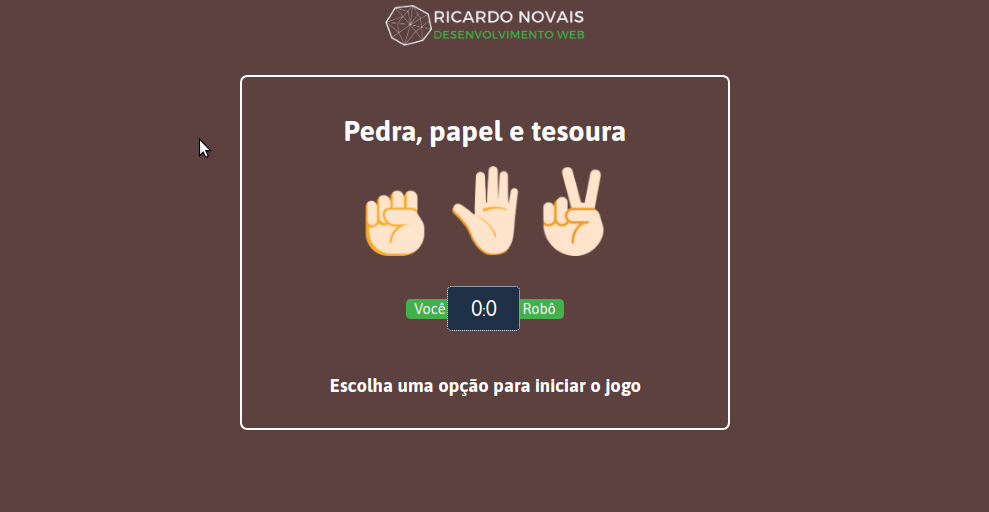 RICARDO NOVAIS
DESENVOLVIMENTO WEB
Pedra, papel e tesoura
Você 0:0 Robô
Escolha uma opção para iniciar o jogo